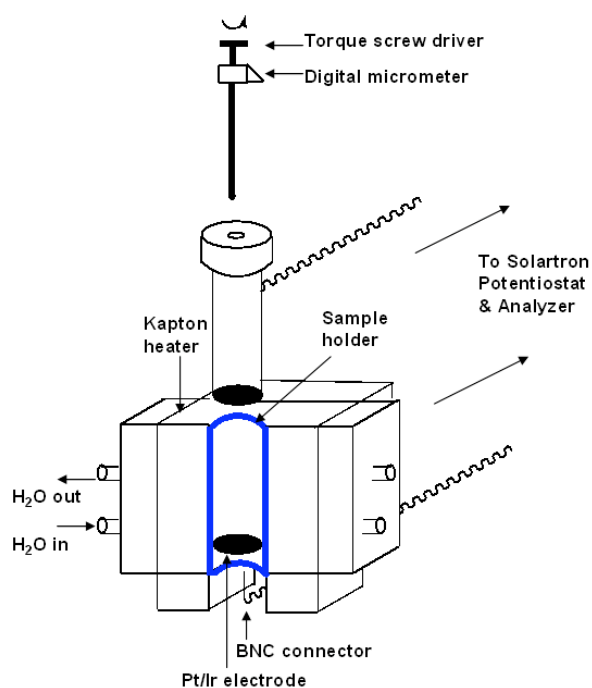 Torque screw driver
Digital micrometer
To Solartron
Potentiostat
& Analyzer
Kapton
heater
Sample
holder
H2O out
H2O in
BNC connector
Pt/Ir electrode